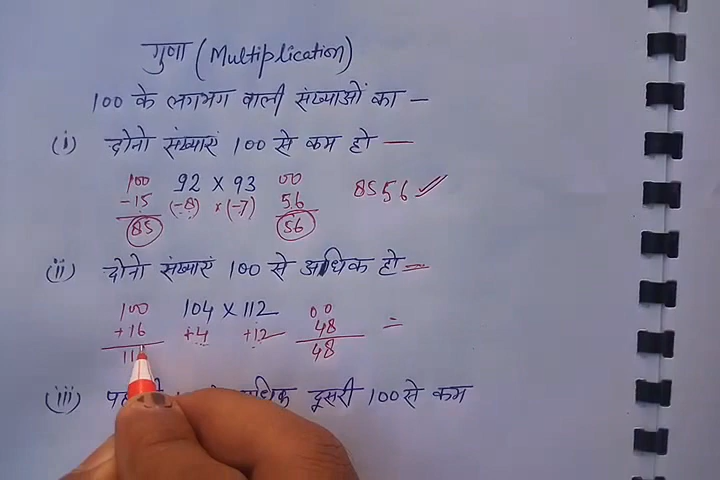 गुणा (Multiplication)
100 के लगभग वाली संख्याओं का —
(i) दोनो संख्याएं 100 से कम हो —
100 92 × 93 00 8556 ✓
-15 (-8) × (-7) 56
85 56
(ii) दोनो संख्याएं 100 से अधिक हो —
100 104 × 112 00
+16 +4 +12 48 =
11 48
(iii) दूसरी 100 से कम